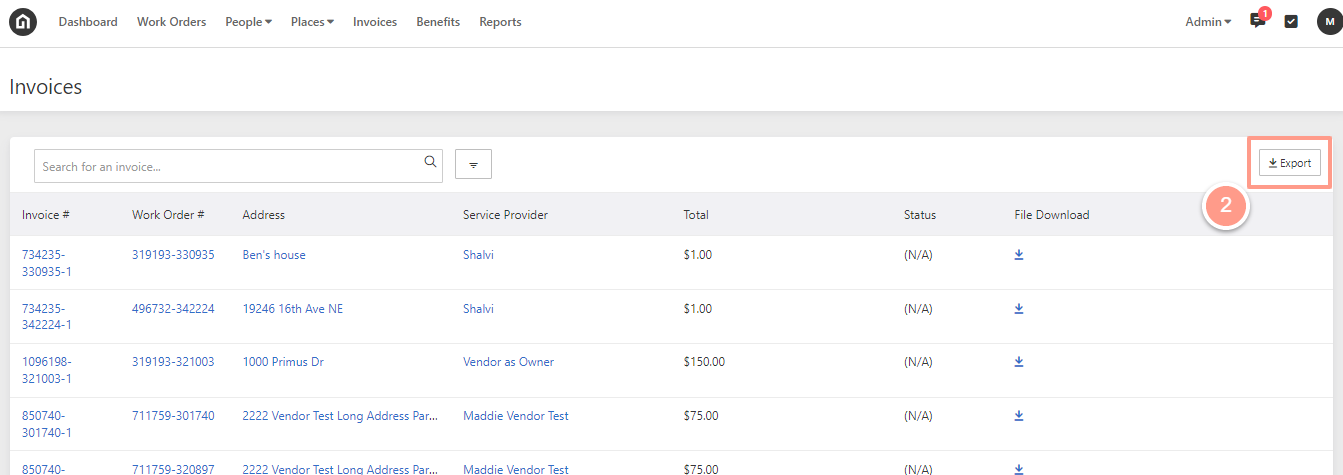 Dashboard Work Orders People Places Invoices Benefits Reports Admin 1 M
Invoices
Search for an invoice... Export
2
Invoice # Work Order # Address Service Provider Total Status File Download
734235- 319193-330935 Ben's house Shalvi $1.00 (N/A)
330935-1
734235- 496732-342224 19246 16th Ave NE Shalvi $1.00 (N/A)
342224-1
1096198- 319193-321003 1000 Primus Dr Vendor as Owner $150.00 (N/A)
321003-1
850740- 711759-301740 2222 Vendor Test Long Address Par... Maddie Vendor Test $75.00 (N/A)
301740-1
850740- 711759-320897 2222 Vendor Test Long Address Par... Maddie Vendor Test $75.00 (N/A)